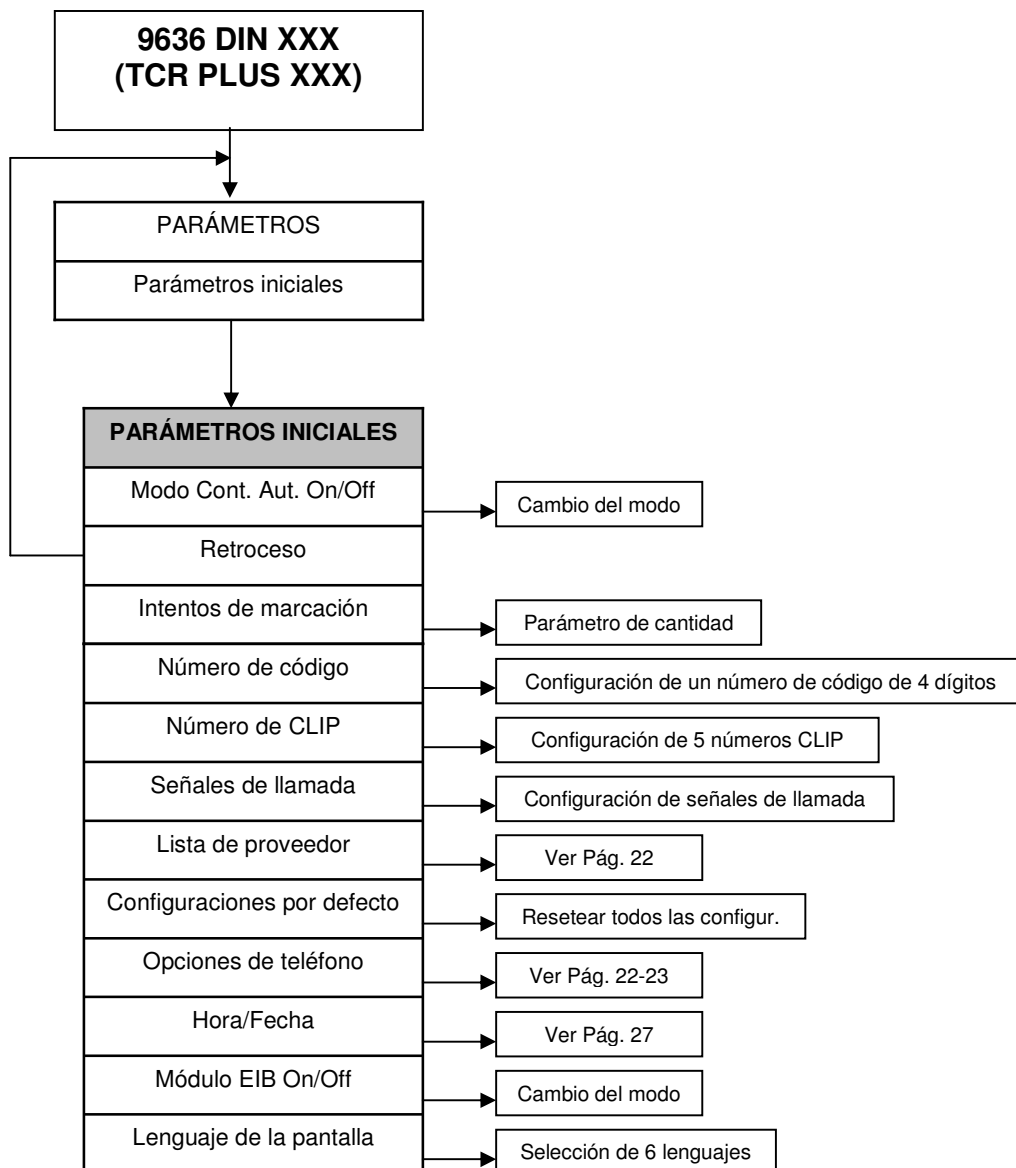 9636 DIN XXX
(TCR PLUS XXX)
PARÁMETROS
Parámetros iniciales
PARÁMETROS INICIALES
Modo Cont. Aut. On/Off
Cambio del modo
Retroceso
Intentos de marcación
Parámetro de cantidad
Número de código
Configuración de un número de código de 4 dígitos
Número de CLIP
Configuración de 5 números CLIP
Señales de llamada
Configuración de señales de llamada
Lista de proveedor
Ver Pág. 22
Configuraciones por defecto
Resetear todos las configur.
Opciones de teléfono
Ver Pág. 22-23
Hora/Fecha
Ver Pág. 27
Módulo EIB On/Off
Cambio del modo
Lenguaje de la pantalla
Selección de 6 lenguajes